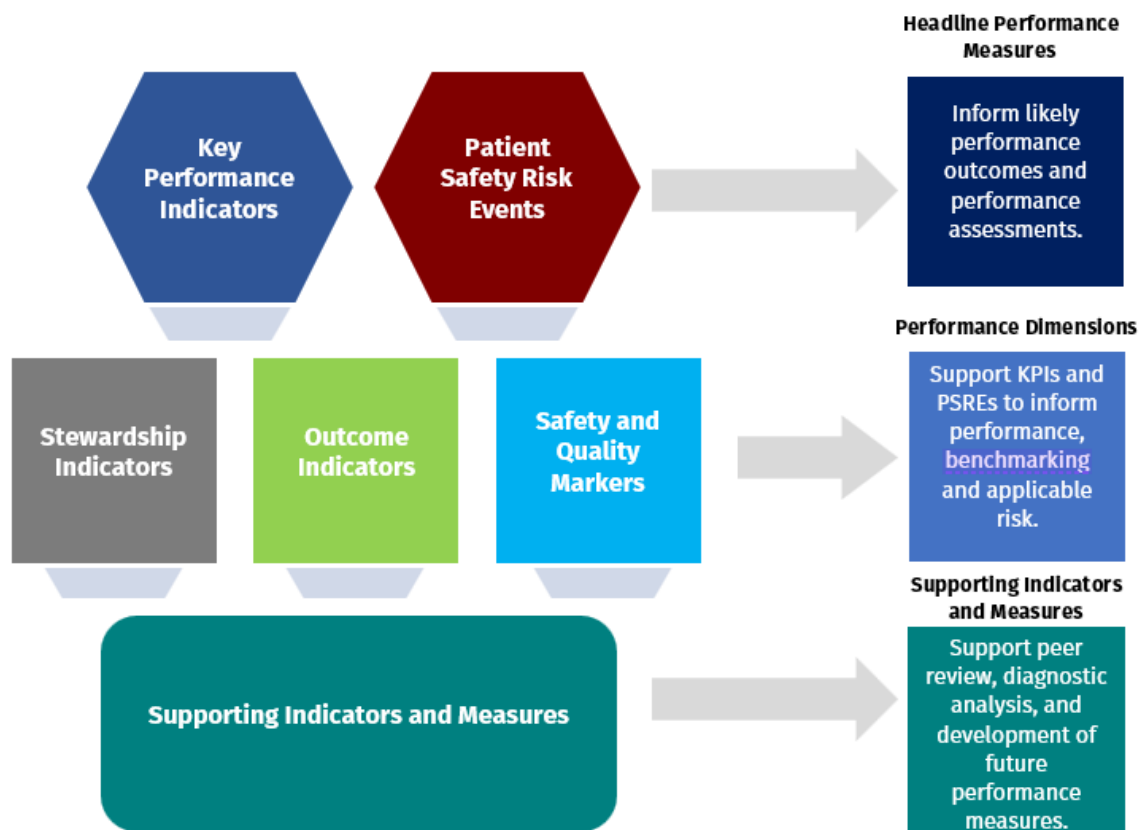 Headline Performance
Measures
Key
Performance
Indicators
Patient
Safety Risk
Events
Inform likely
performance
outcomes and
performance
assessments.
Performance Dimensions
Stewardship
Indicators
Outcome
Indicators
Safety and
Quality
Markers
Support KPIs and
PSREs to inform
performance,
benchmarking
and applicable
risk.
Supporting Indicators
and Measures
Supporting Indicators and Measures
Support peer
review, diagnostic
analysis, and
development of
future
performance
measures.